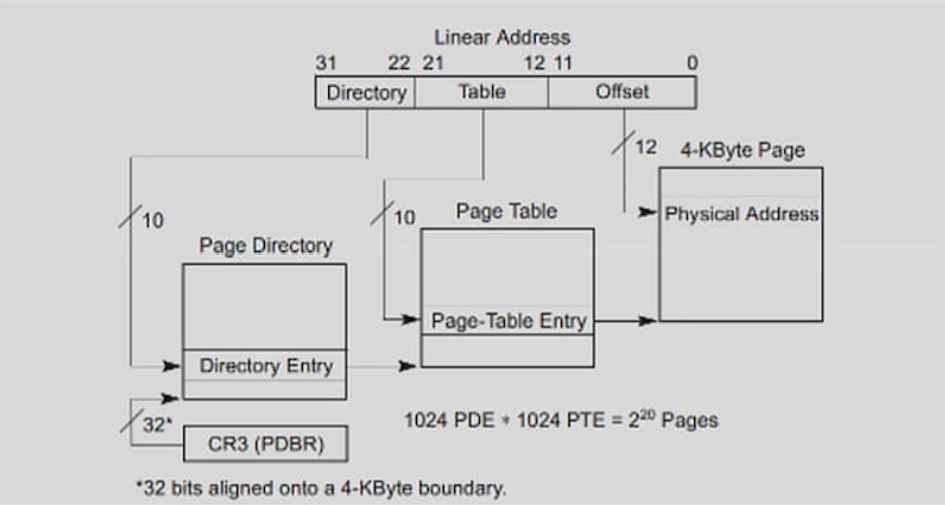 Linear Address
31 22 21 12 11 0
Directory Table Offset
12 4-KByte Page
10 10 Page Table Physical Address
Page Directory
Page-Table Entry
Directory Entry
32*
1024 PDE * 1024 PTE = 2²⁰ Pages
CR3 (PDBR)
*32 bits aligned onto a 4-KByte boundary.